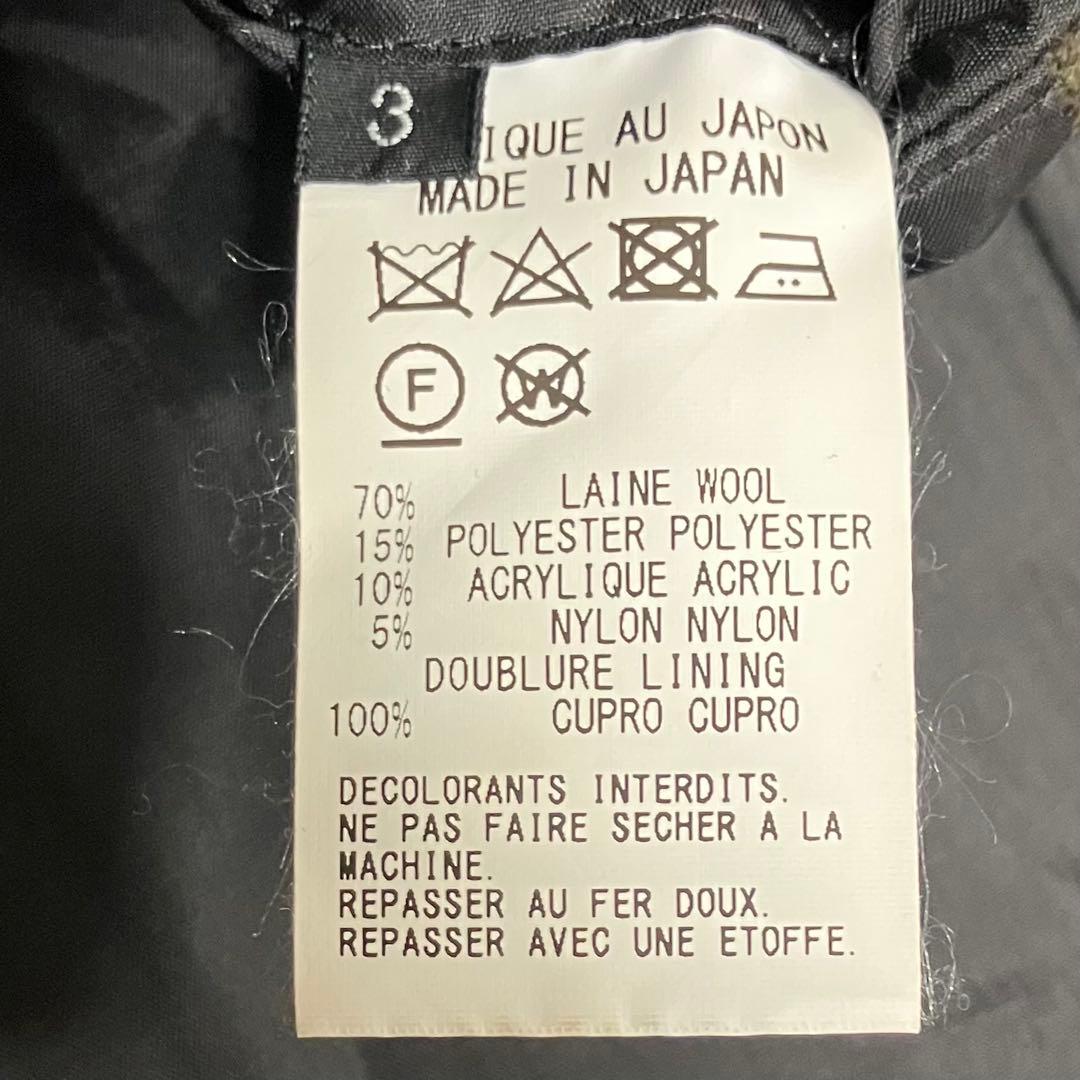 3
IQUE AU JAPON
MADE IN JAPAN
F
W
70% LAINE WOOL
15% POLYESTER POLYESTER
10% ACRYLIQUE ACRYLIC
5% NYLON NYLON
DOUBLURE LINING
100% CUPRO CUPRO
DECOLORANTS INTERDITS.
NE PAS FAIRE SECHER A LA
MACHINE.
REPASSER AU FER DOUX.
REPASSER AVEC UNE ETOFFE.